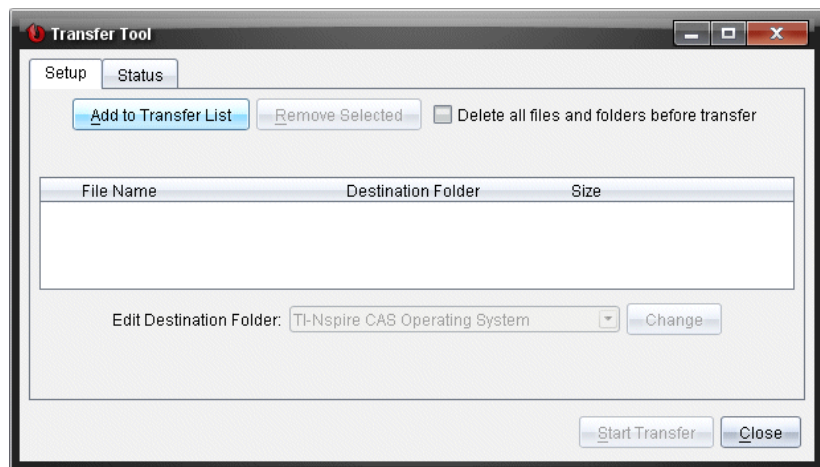 Transfer Tool
Setup Status
Add to Transfer List Remove Selected Delete all files and folders before transfer
File Name Destination Folder Size
Edit Destination Folder: TI-Nspire CAS Operating System Change
Start Transfer Close